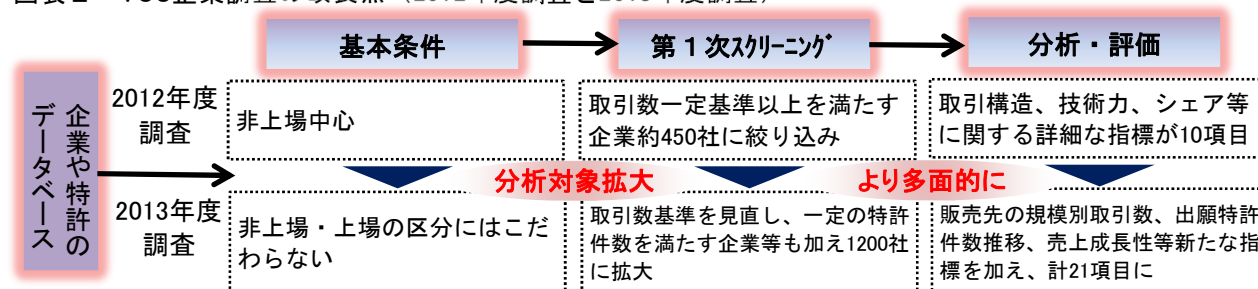 基本条件
第１次スクリーニング
分析・評価
企業や特許の
データベース
2012年度
調査
非上場中心
取引数一定基準以上を満たす
企業約450社に絞り込み
取引構造、技術力、シェア等
に関する詳細な指標が10項目
分析対象拡大
より多面的に
2013年度
調査
非上場・上場の区分にはこだ
わらない
取引数基準を見直し、一定の特許
件数を満たす企業等も加え1200社
に拡大
販売先の規模別取引数、出願特許
件数推移、売上成長性等新たな指
標を加え、計21項目に